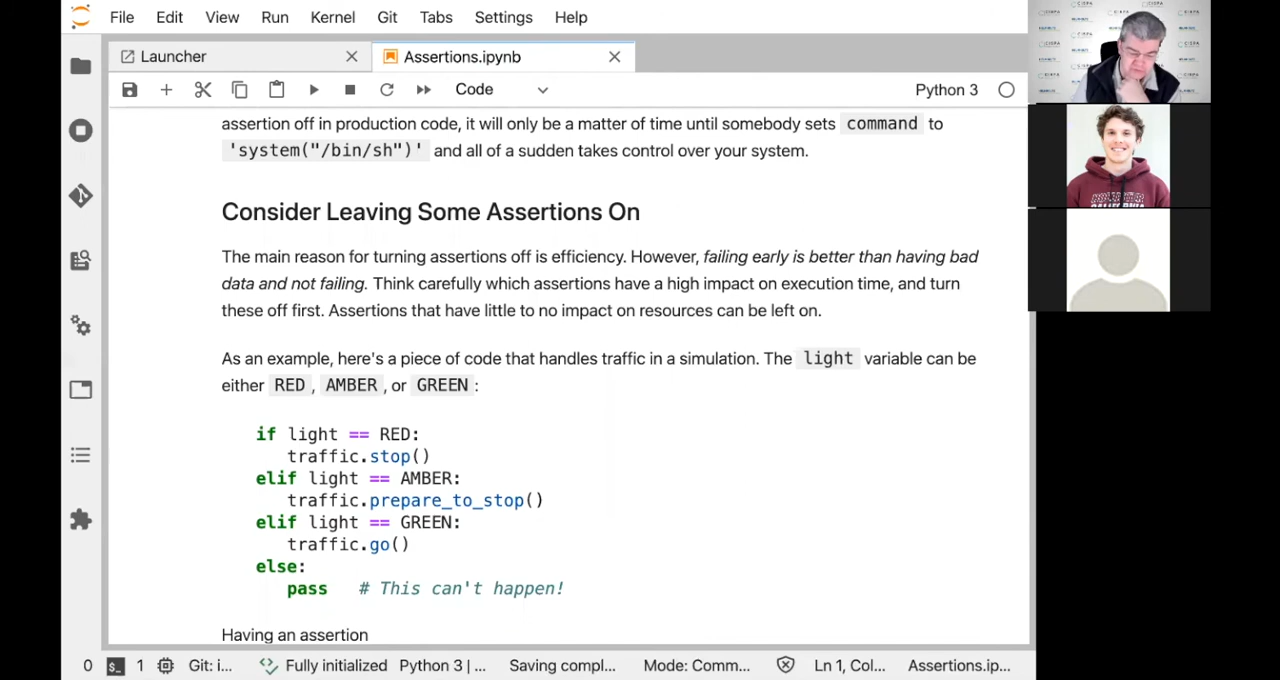 File Edit View Run Kernel Git Tabs Settings Help
Launcher
Assertions.ipynb
Code
Python 3
assertion off in production code, it will only be a matter of time until somebody sets command to
'system("/bin/sh")' and all of a sudden takes control over your system.
Consider Leaving Some Assertions On
The main reason for turning assertions off is efficiency. However, failing early is better than having bad
data and not failing. Think carefully which assertions have a high impact on execution time, and turn
these off first. Assertions that have little to no impact on resources can be left on.
As an example, here's a piece of code that handles traffic in a simulation. The light variable can be
either RED, AMBER, or GREEN:
if light == RED:
traffic.stop()
elif light == AMBER:
traffic.prepare_to_stop()
elif light == GREEN:
traffic.go()
else:
pass # This can't happen!
Having an assertion
0 $_ 1 Git: i... Fully initialized Python 3 | ... Saving compl... Mode: Comm... Ln 1, Col... Assertions.ip...
CISPA
CALIFORNIA